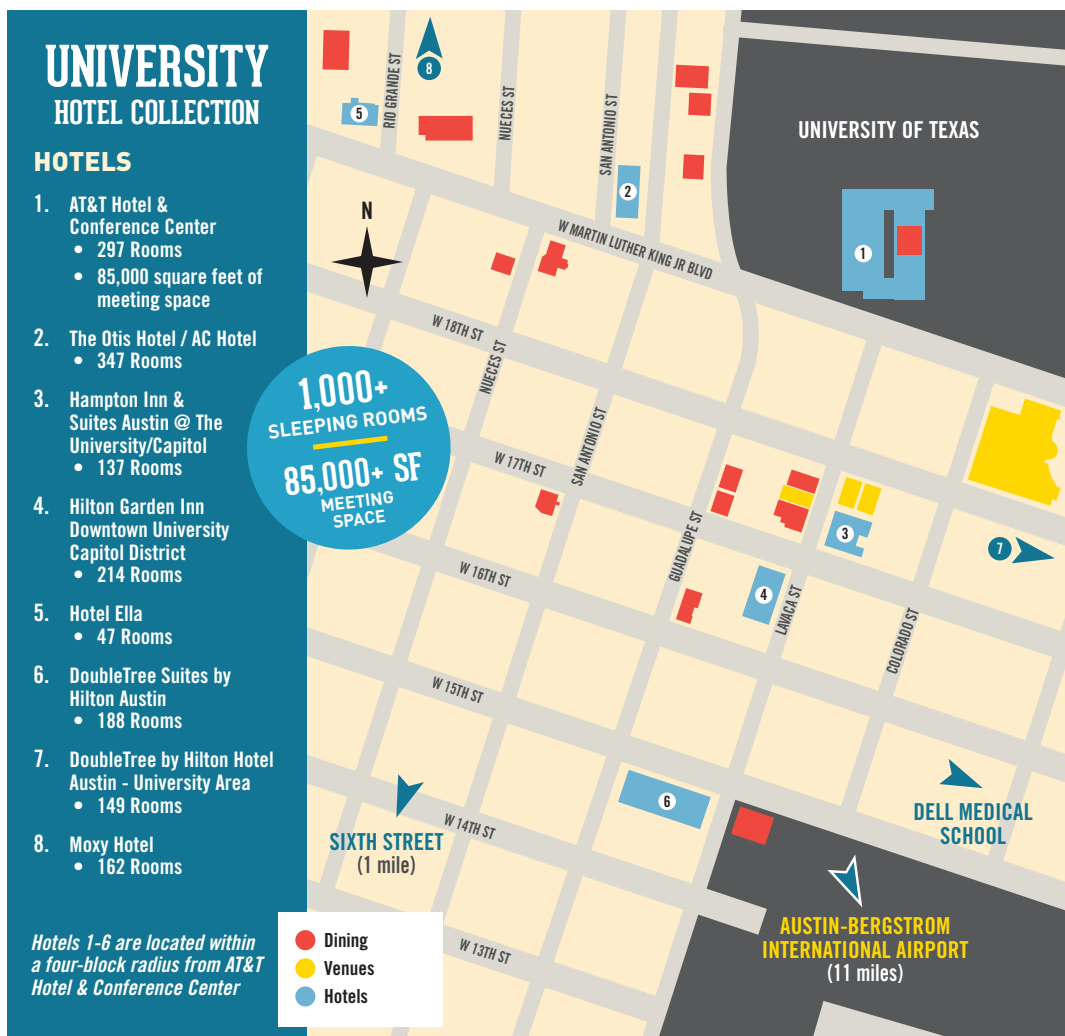 UNIVERSITY
HOTEL COLLECTION
HOTELS
1. AT&T Hotel &
Conference Center
• 297 Rooms
• 85,000 square feet of
meeting space
2. The Otis Hotel / AC Hotel
• 347 Rooms
3. Hampton Inn &
Suites Austin @ The
University/Capitol
• 137 Rooms
4. Hilton Garden Inn
Downtown University
Capitol District
• 214 Rooms
5. Hotel Ella
• 47 Rooms
6. DoubleTree Suites by
Hilton Austin
• 188 Rooms
7. DoubleTree by Hilton Hotel
Austin - University Area
• 149 Rooms
8. Moxy Hotel
• 162 Rooms
Hotels 1-6 are located within
a four-block radius from AT&T
Hotel & Conference Center
1,000+
SLEEPING ROOMS
85,000+ SF
MEETING
SPACE
8
5
RIO GRANDE ST
NUECES ST
SAN ANTONIO ST
2
UNIVERSITY OF TEXAS
1
N
W MARTIN LUTHER KING JR BLVD
W 18TH ST
NUECES ST
SAN ANTONIO ST
W 17TH ST
GUADALUPE ST
3
7
W 16TH ST
4
LAVACA ST
COLORADO ST
W 15TH ST
6
W 14TH ST
DELL MEDICAL
SCHOOL
SIXTH STREET
(1 mile)
AUSTIN-BERGSTROM
INTERNATIONAL AIRPORT
(11 miles)
W 13TH ST
Dining
Venues
Hotels